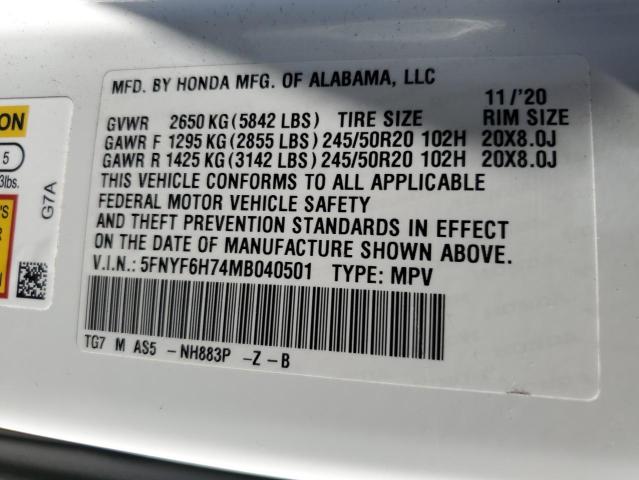 MFD. BY HONDA MFG. OF ALABAMA, LLC 11/'20
GVWR 2650 KG (5842 LBS) TIRE SIZE RIM SIZE
GAWR F 1295 KG (2855 LBS) 245/50R20 102H 20X8.0J
GAWR R 1425 KG (3142 LBS) 245/50R20 102H 20X8.0J
THIS VEHICLE CONFORMS TO ALL APPLICABLE
FEDERAL MOTOR VEHICLE SAFETY
AND THEFT PREVENTION STANDARDS IN EFFECT
ON THE DATE OF MANUFACTURE SHOWN ABOVE.
V.I.N.: 5FNYF6H74MB040501 TYPE: MPV
TG7 M AS5 -NH883P -Z-B
G7A
ION
5
3lbs.
'S